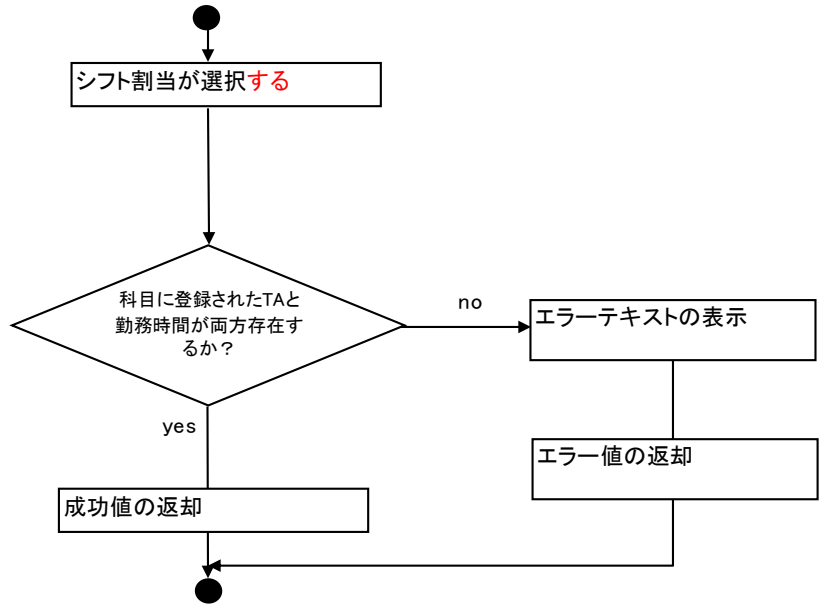 シフト割当が選択する
科目に登録されたTAと
勤務時間が両方存在す
るか？
no
エラーテキストの表示
yes
エラー値の返却
成功値の返却